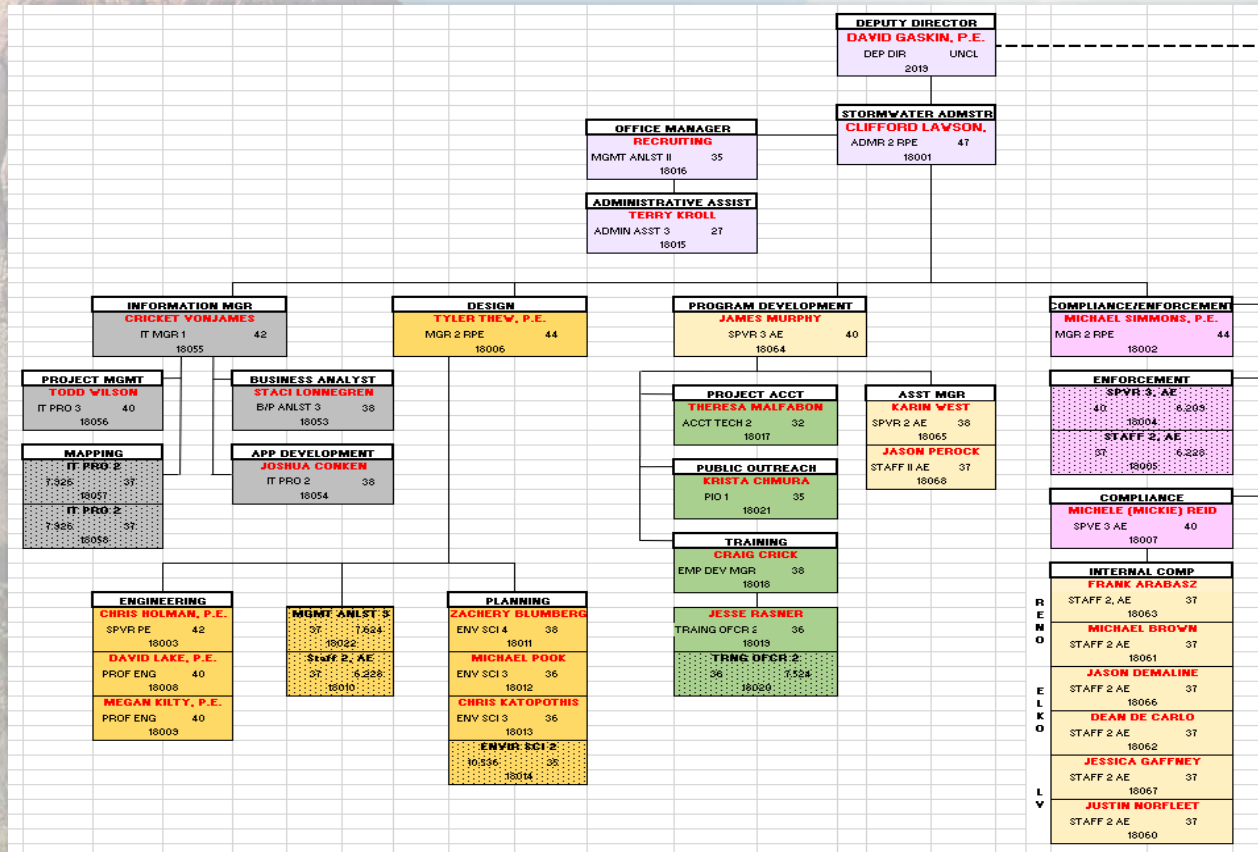 DEPUTY DIRECTOR
DAVID GASKIN, P.E.
DEP DIR UNCL
2019
STORMWATER ADMSTR
CLIFFORD LAWSON,
ADMR 2 RPE 47
18001
OFFICE MANAGER
RECRUITING
MGMT ANLST II 35
18016
ADMINISTRATIVE ASSIST
TERRY KROLL
ADMIN ASST 3 27
18015
INFORMATION MGR
CRICKET VONJAMES
IT MGR 1 42
18055
PROJECT MGMT
TODD WILSON
IT PRO 3 40
18056
BUSINESS ANALYST
STACI LONNEGREN
B/P ANLST 3 38
18053
MAPPING
IT PRO 2
7.926 37
18057
IT PRO 2
7.926 37
18058
APP DEVELOPMENT
JOSHUA CONKEN
IT PRO 2 38
18054
DESIGN
TYLER THEW, P.E.
MGR 2 RPE 44
18006
ENGINEERING
CHRIS HOLMAN, P.E.
SPVR PE 42
18003
DAVID LAKE, P.E.
PROF ENG 40
18008
MEGAN KILTY, P.E.
PROF ENG 40
18009
MGMT ANLST 3
37 7.624
18022
Staff 2, AE
37 6.228
18010
PLANNING
ZACHERY BLUMBERG
ENV SCI 4 38
18011
MICHAEL POOK
ENV SCI 3 36
18012
CHRIS KATOPOTHIS
ENV SCI 3 36
18013
ENVIR SCI 2
10.536 35
18014
PROGRAM DEVELOPMENT
JAMES MURPHY
SPVR 3 AE 40
18064
PROJECT ACCT
THERESA MALFABON
ACCT TECH 2 32
18017
PUBLIC OUTREACH
KRISTA CHMURA
PIO 1 35
18021
TRAINING
CRAIG CRICK
EMP DEV MGR 38
18018
JESSE RASNER
TRAING OFCR 2 36
18019
TRNG OFCR 2
36 7.524
18020
ASST MGR
KARIN WEST
SPVR 2 AE 38
18065
JASON PEROCK
STAFF II AE 37
18068
COMPLIANCE/ENFORCEMENT
MICHAEL SIMMONS, P.E.
MGR 2 RPE 44
18002
ENFORCEMENT
SPVR 3, AE
40 6.209
18004
STAFF 2, AE
37 6.228
18005
COMPLIANCE
MICHELE (MICKIE) REID
SPVE 3 AE 40
18007
INTERNAL COMP
RENO
FRANK ARABASZ
STAFF 2, AE 37
18063
MICHAEL BROWN
STAFF 2 AE 37
18061
ELKO
JASON DEMALINE
STAFF 2 AE 37
18066
DEAN DE CARLO
STAFF 2 AE 37
18062
LV
JESSICA GAFFNEY
STAFF 2 AE 37
18067
JUSTIN NORFLEET
STAFF 2 AE 37
18060